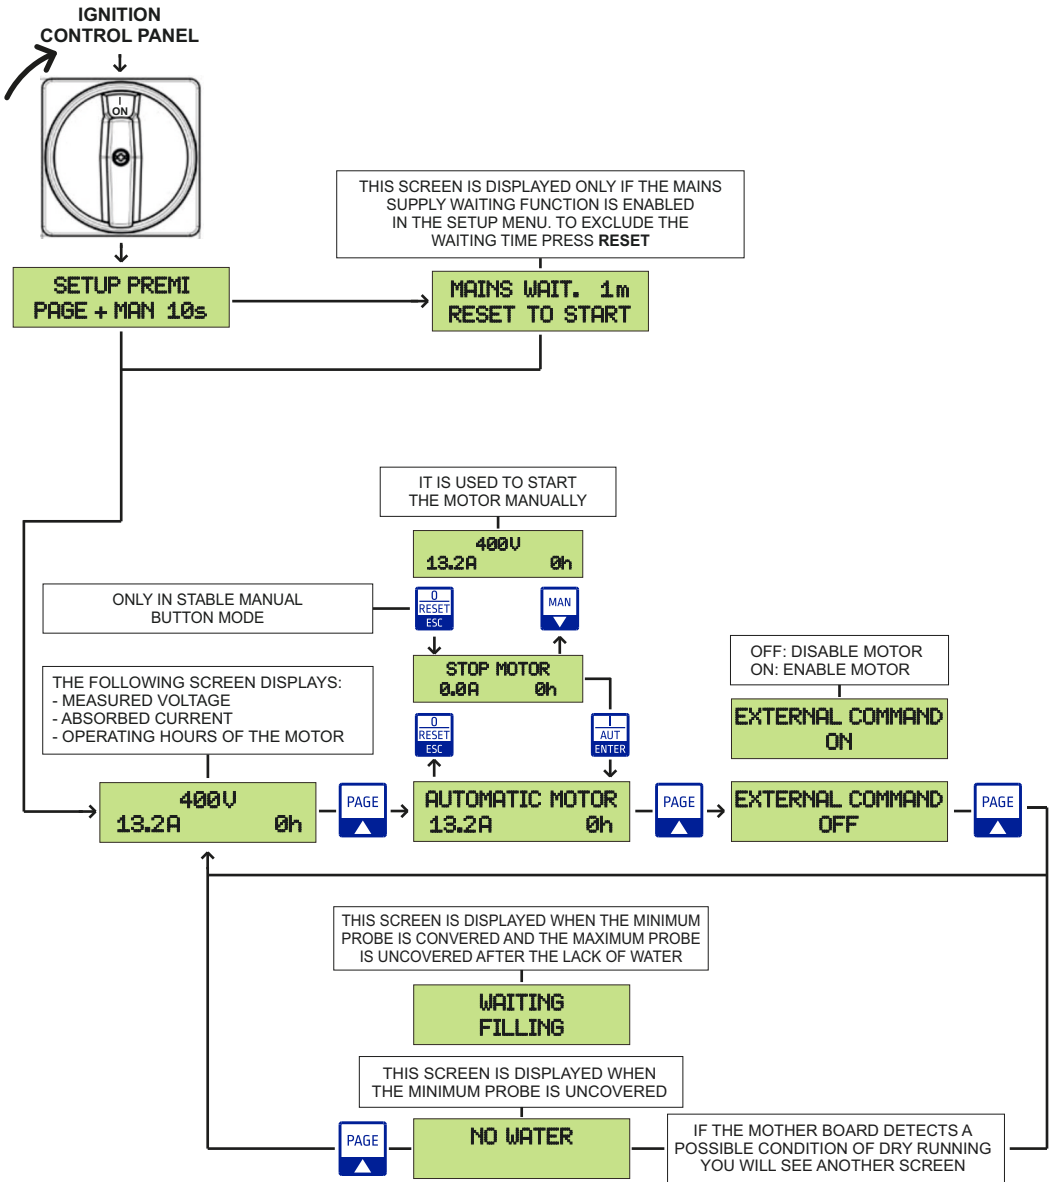 IGNITION
CONTROL PANEL
I
ON
THIS SCREEN IS DISPLAYED ONLY IF THE MAINS
SUPPLY WAITING FUNCTION IS ENABLED
IN THE SETUP MENU. TO EXCLUDE THE
WAITING TIME PRESS RESET
SETUP PREMI
PAGE + MAN 10s
MAINS WAIT. 1m
RESET TO START
IT IS USED TO START
THE MOTOR MANUALLY
400V
13.2A 0h
ONLY IN STABLE MANUAL
BUTTON MODE
0
RESET
ESC
MAN
STOP MOTOR
0.0A 0h
OFF: DISABLE MOTOR
ON: ENABLE MOTOR
THE FOLLOWING SCREEN DISPLAYS:
- MEASURED VOLTAGE
- ABSORBED CURRENT
- OPERATING HOURS OF THE MOTOR
0
RESET
ESC
I
AUT
ENTER
EXTERNAL COMMAND
ON
400V
13.2A 0h
PAGE
AUTOMATIC MOTOR
13.2A 0h
PAGE
EXTERNAL COMMAND
OFF
PAGE
THIS SCREEN IS DISPLAYED WHEN THE MINIMUM
PROBE IS CONVERED AND THE MAXIMUM PROBE
IS UNCOVERED AFTER THE LACK OF WATER
WAITING
FILLING
THIS SCREEN IS DISPLAYED WHEN
THE MINIMUM PROBE IS UNCOVERED
PAGE
NO WATER
IF THE MOTHER BOARD DETECTS A
POSSIBLE CONDITION OF DRY RUNNING
YOU WILL SEE ANOTHER SCREEN